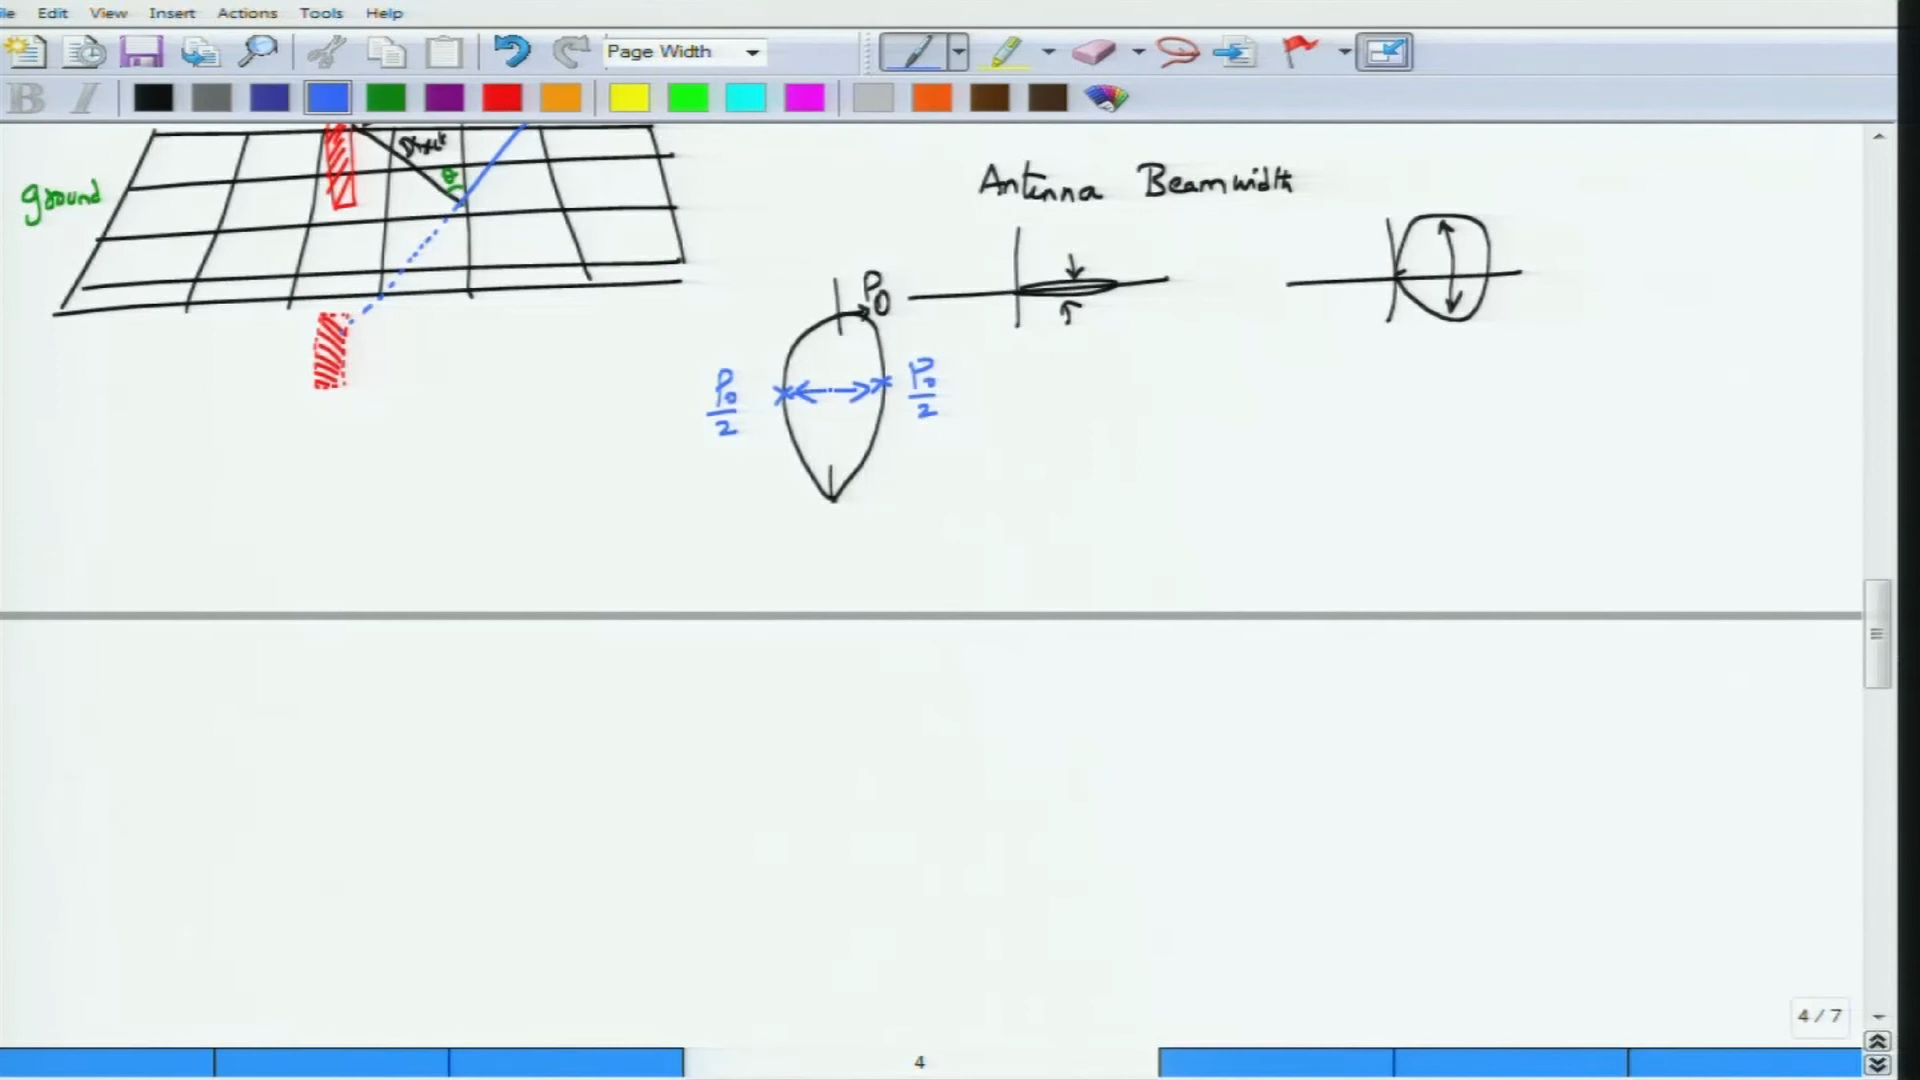 File Edit View Insert Actions Tools Help
Page Width
B I
ground
θ
Antenna Beamwidth
P0
P0/2
P0/2
4 / 7
4